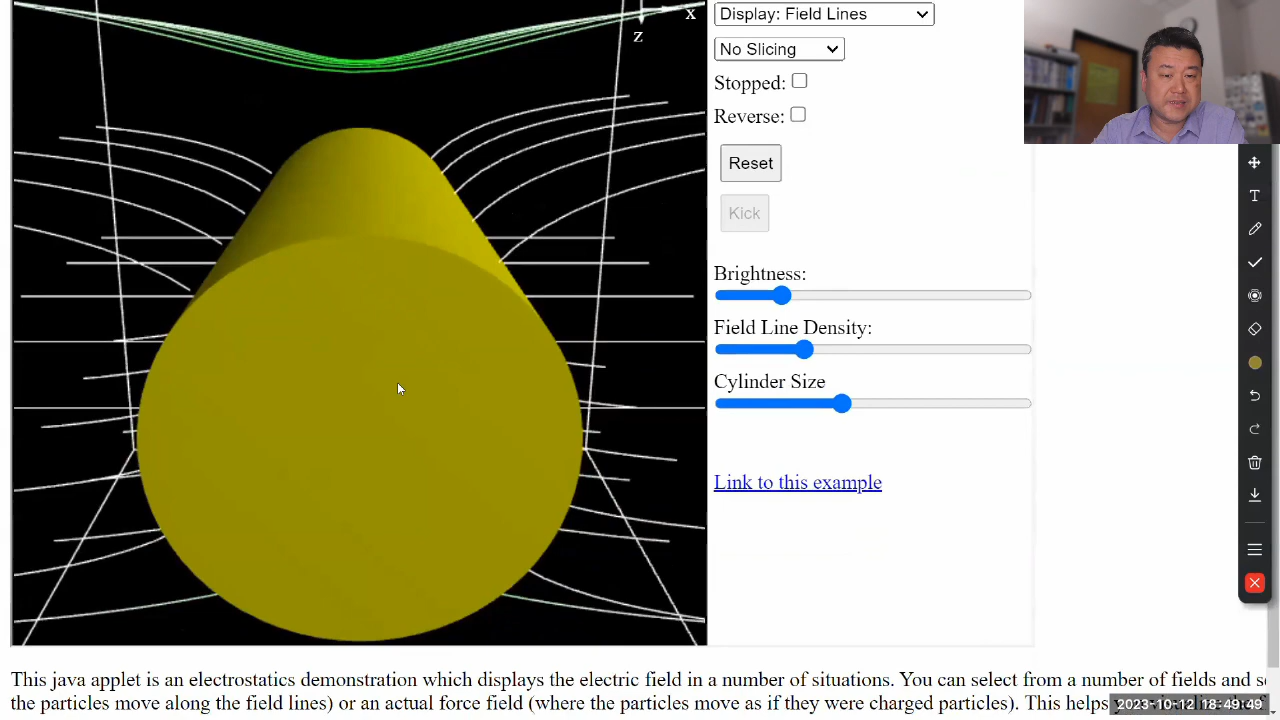 x
z
Display: Field Lines
No Slicing
Stopped:
Reverse:
Reset
Kick
Brightness:
Field Line Density:
Cylinder Size
Link to this example
T
This java applet is an electrostatics demonstration which displays the electric field in a number of situations. You can select from a number of fields and
the particles move along the field lines) or an actual force field (where the particles move as if they were charged particles). This helps
2023-10-12 18:49:49